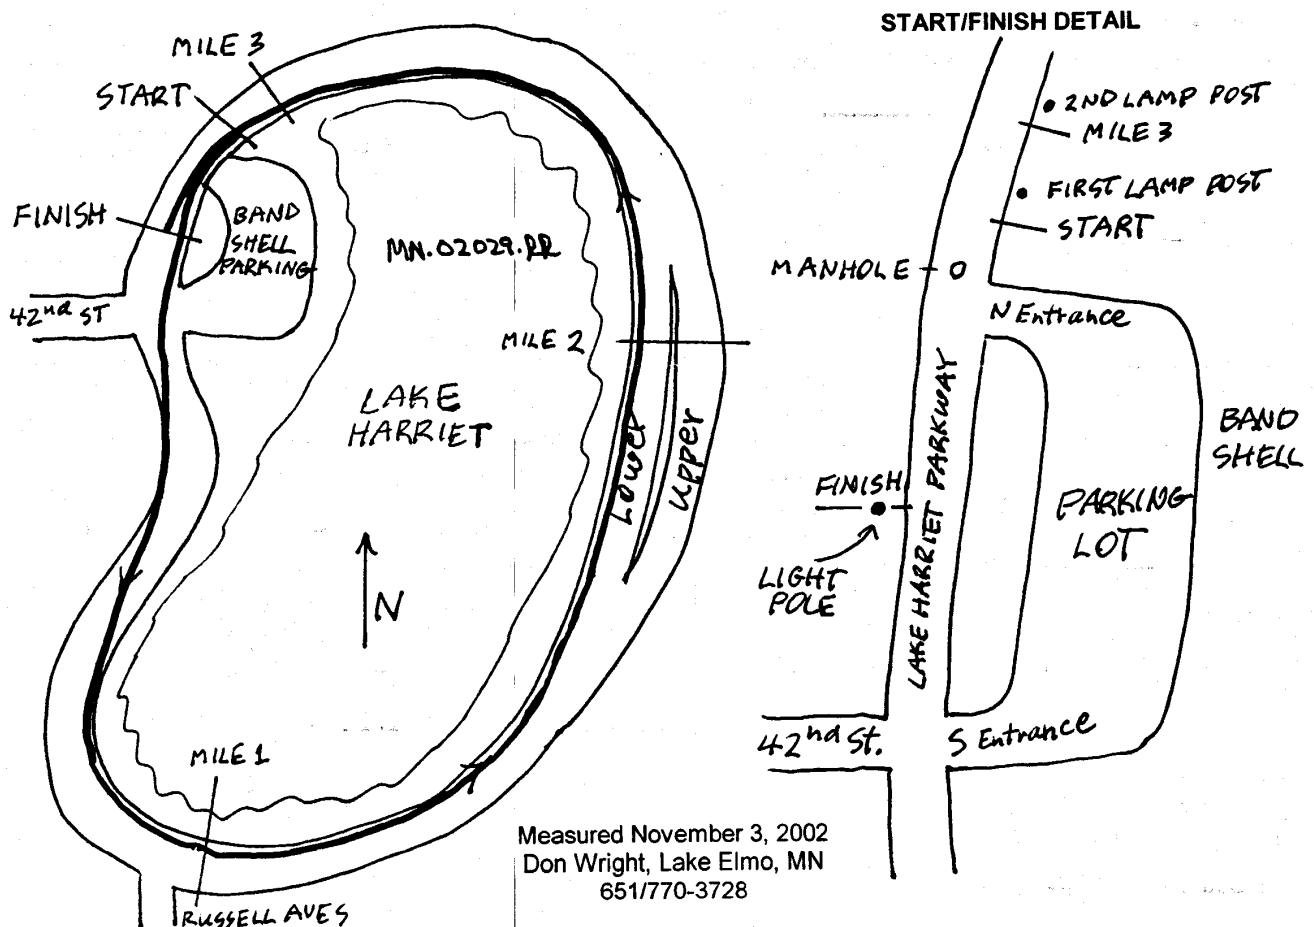 START/FINISH DETAIL
MILE 3
START
FINISH
BAND
SHELL
PARKING
42nd ST
MN.02029.RR
MILE 2
LAKE
HARRIET
Lower
Upper
N
MILE 1
RUSSELL AVES
2ND LAMP POST
MILE 3
FIRST LAMP POST
START
MANHOLE
N Entrance
LAKE HARRIET PARKWAY
BAND
SHELL
FINISH
PARKING
LOT
LIGHT
POLE
42nd St.
S Entrance
Measured November 3, 2002
Don Wright, Lake Elmo, MN
651/770-3728